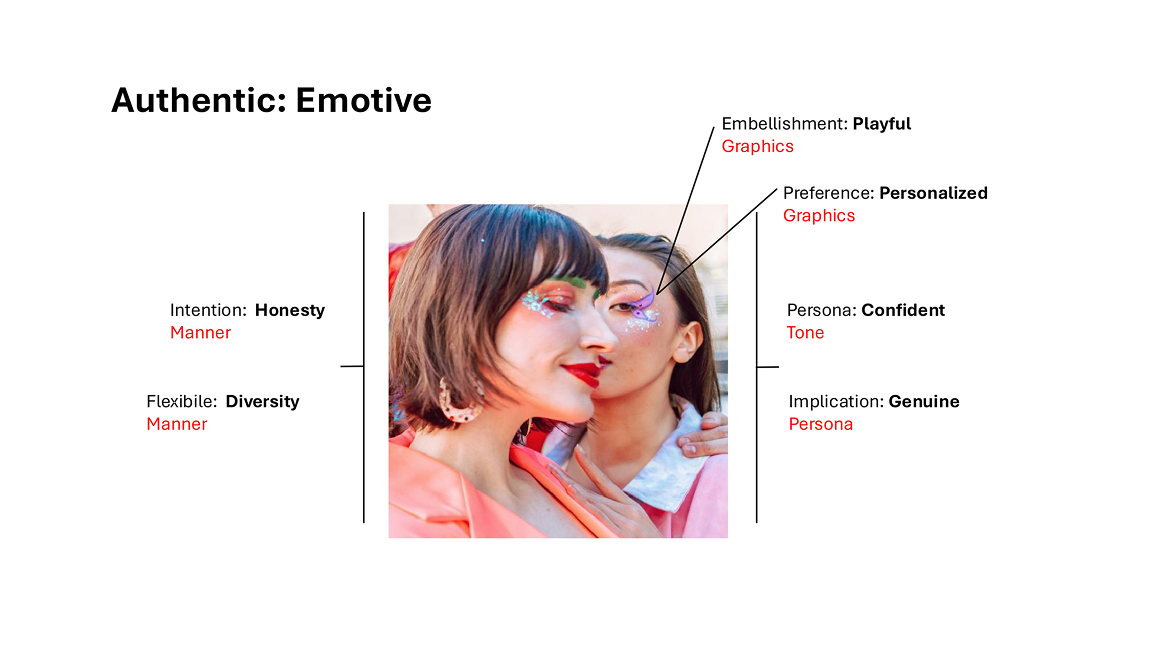 Authentic: Emotive
Embellishment: Playful
Graphics
Preference: Personalized
Graphics
Intention: Honesty
Manner
Persona: Confident
Tone
Flexibile: Diversity
Manner
Implication: Genuine
Persona